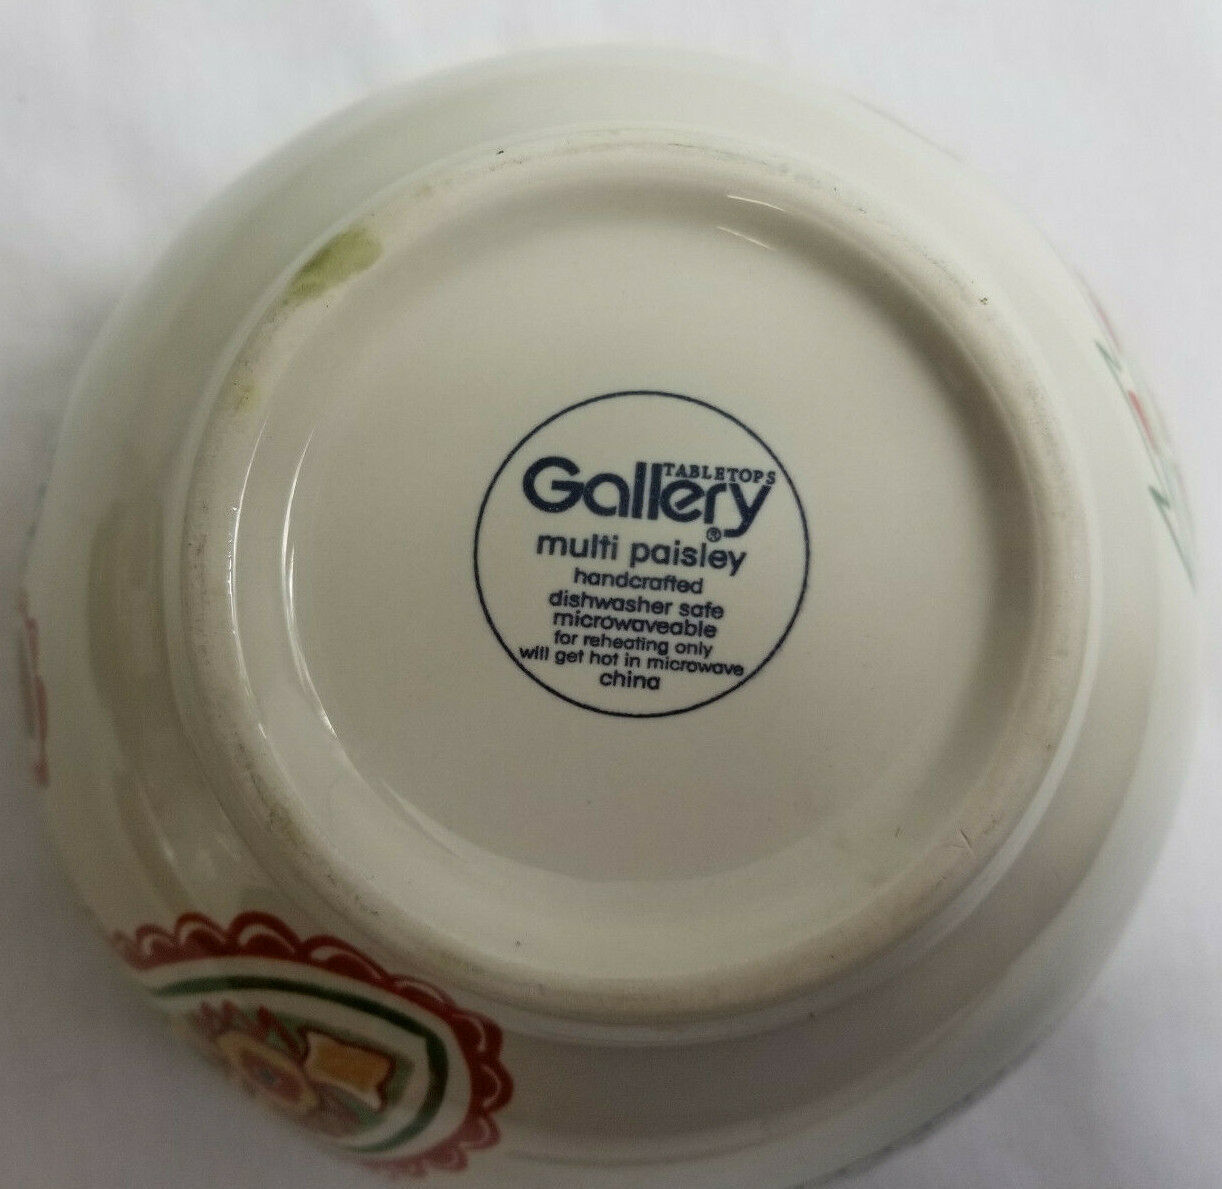 TABLETOPS
Gallery®
multi paisley
handcrafted
dishwasher safe
microwaveable
for reheating only
will get hot in microwave
china